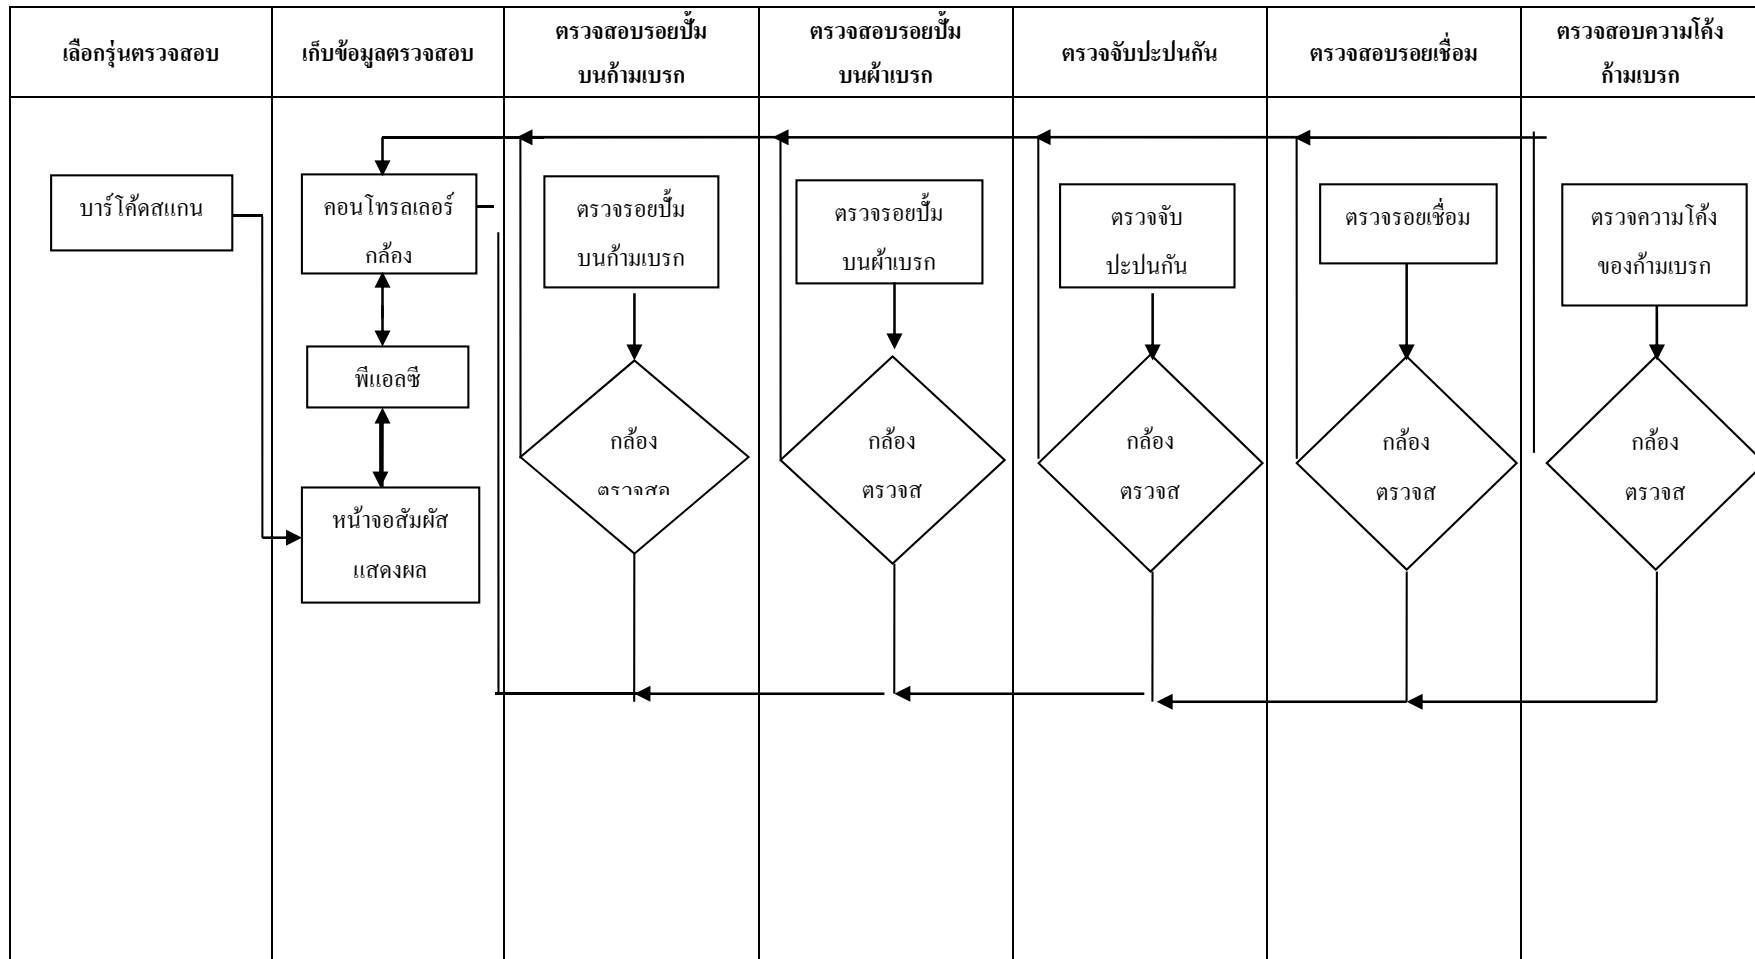 เลือกรุ่นตรวจสอบ
เก็บข้อมูลตรวจสอบ
ตรวจสอบรอยปั้ม
บนก้ามเบรก
ตรวจสอบรอยปั้ม
บนผ้าเบรก
ตรวจจับปะปนกัน
ตรวจสอบรอยเชื่อม
ตรวจสอบความโค้ง
ก้ามเบรก
บาร์โค้ดสแกน
คอนโทรลเลอร์
กล้อง
พีแอลซี
หน้าจอสัมผัส
แสดงผล
ตรวจรอยปั้ม
บนก้ามเบรก
กล้อง
ตรวจสอ
ตรวจรอยปั้ม
บนผ้าเบรก
กล้อง
ตรวจส
ตรวจจับ
ปะปนกัน
กล้อง
ตรวจส
ตรวจรอยเชื่อม
กล้อง
ตรวจส
ตรวจความโค้ง
ของก้ามเบรก
กล้อง
ตรวจส